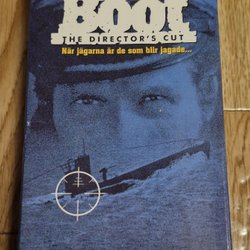 BOOT
THE DIRECTOR'S CUT
När jägarna är de som blir jagade...